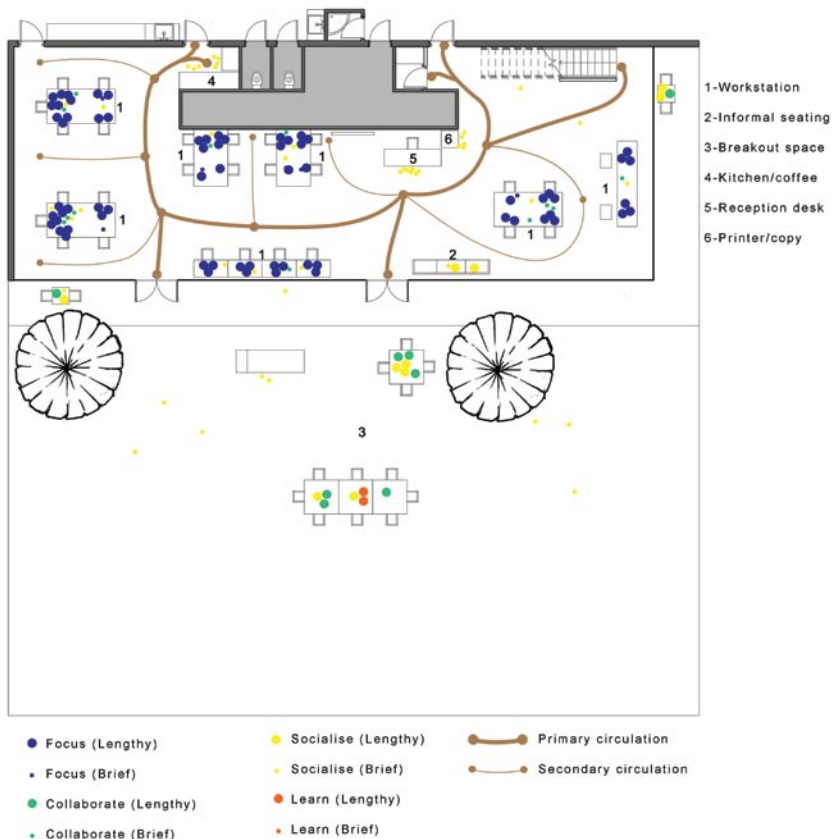 4
1
1
1
6
5
1
1
1
1
2
3
1-Workstation
2-Informal seating
3-Breakout space
4-Kitchen/coffee
5-Reception desk
6-Printer/copy
Focus (Lengthy)
Focus (Brief)
Collaborate (Lengthy)
Collaborate (Brief)
Socialise (Lengthy)
Socialise (Brief)
Learn (Lengthy)
Learn (Brief)
Primary circulation
Secondary circulation